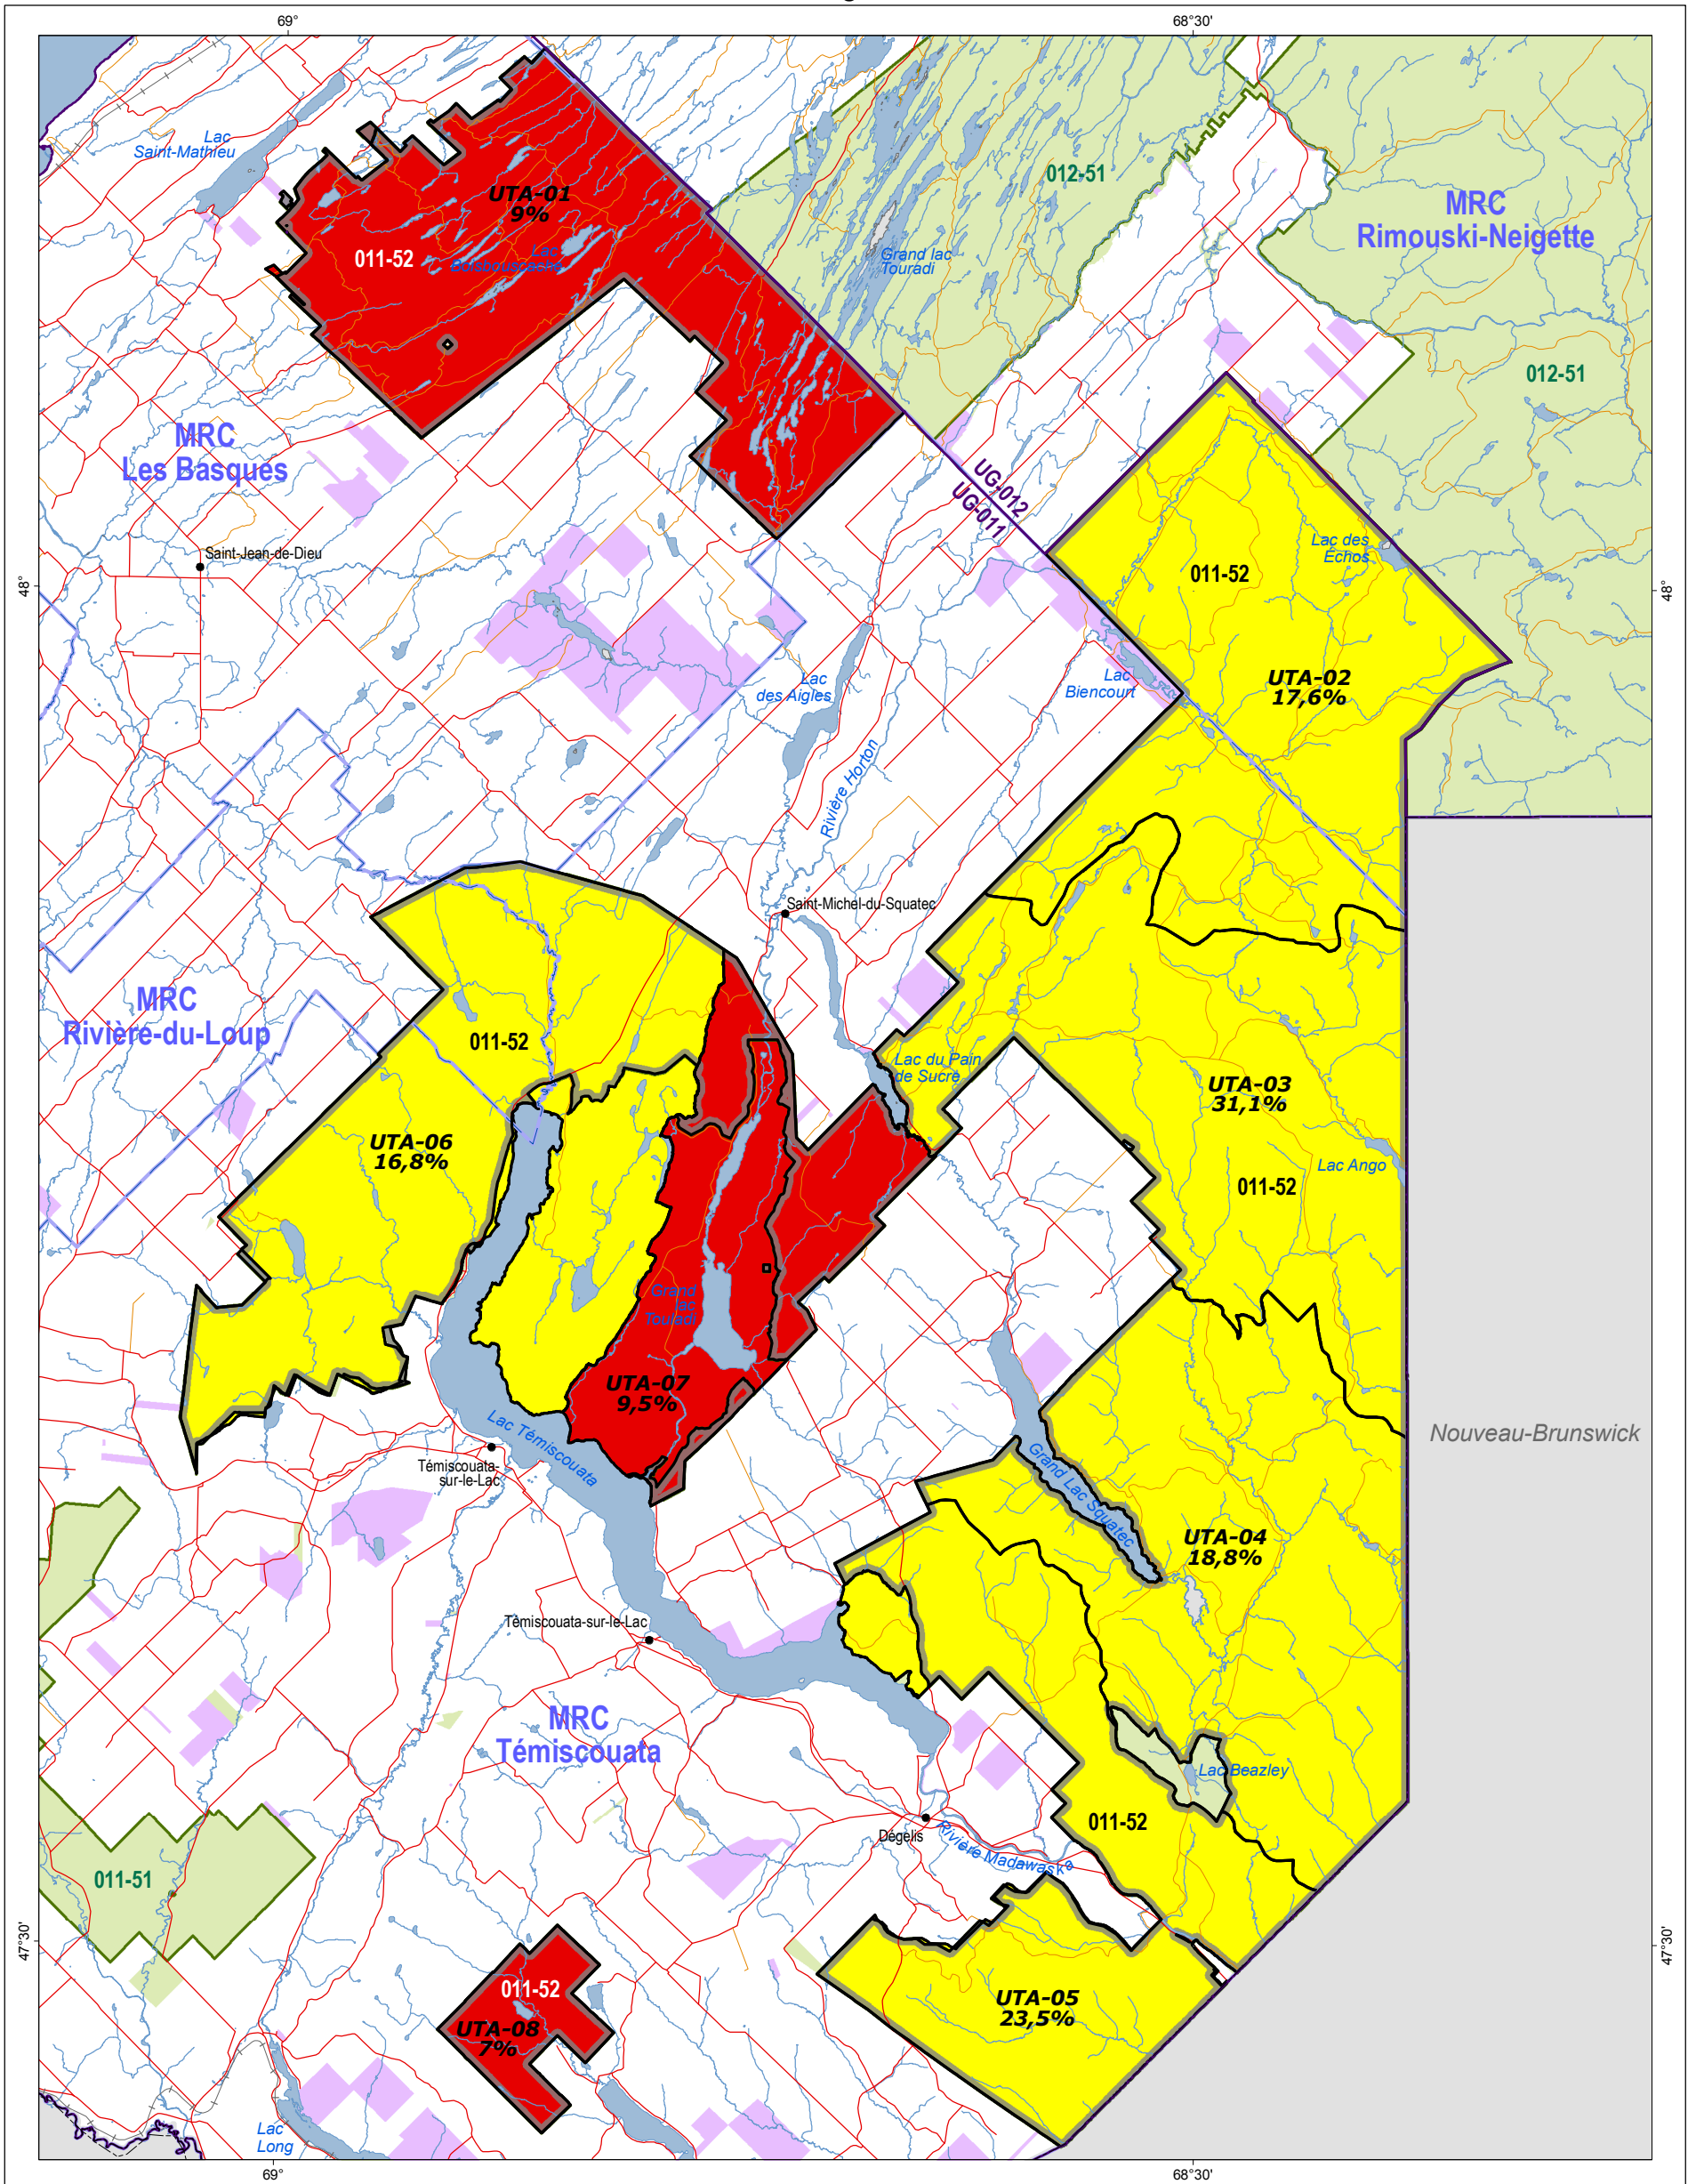 69°
68°30'
Lac
Saint-Mathieu
UTA-01
9%
011-52
Lac
Boisbouscache
012-51
Grand lac
Touradi
MRC
Rimouski-Neigette
012-51
MRC
Les Basques
UG-012
UG-011
Saint-Jean-de-Dieu
48°
48°
Lac des
Échos
011-52
Lac
des Aigles
Lac
Biencourt
UTA-02
17,6%
Rivière Horton
Saint-Michel-du-Squatec
MRC
Rivière-du-Loup
011-52
Lac du Pain
de Sucre
UTA-03
31,1%
UTA-06
16,8%
Lac Ango
011-52
Grand
lac
Touradi
UTA-07
9,5%
Lac Témiscouata
Témiscouata-
sur-le-Lac
Nouveau-Brunswick
Grand Lac Squatec
UTA-04
18,8%
Témiscouata-sur-le-Lac
MRC
Témiscouata
Lac Beazley
011-52
Dégelis
Rivière Madawaska
011-51
47°30'
47°30'
011-52
UTA-08
7%
UTA-05
23,5%
Lac
Long
69°
68°30'